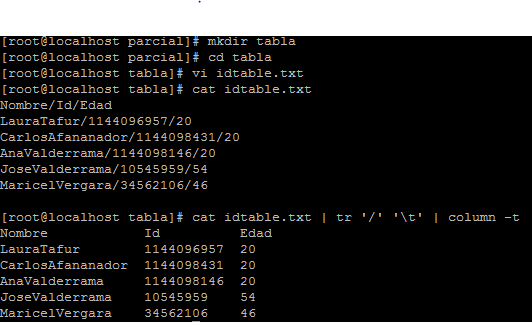 [root@localhost parcial]# mkdir tabla
[root@localhost parcial]# cd tabla
[root@localhost tabla]# vi idtable.txt
[root@localhost tabla]# cat idtable.txt
Nombre/Id/Edad
LauraTafur/1144096957/20
CarlosAfananador/1144098431/20
AnaValderrama/1144098146/20
JoseValderrama/10545959/54
MaricelVergara/34562106/46
[root@localhost tabla]# cat idtable.txt | tr '/' '\t' | column -t
Nombre Id Edad
LauraTafur 1144096957 20
CarlosAfananador 1144098431 20
AnaValderrama 1144098146 20
JoseValderrama 10545959 54
MaricelVergara 34562106 46